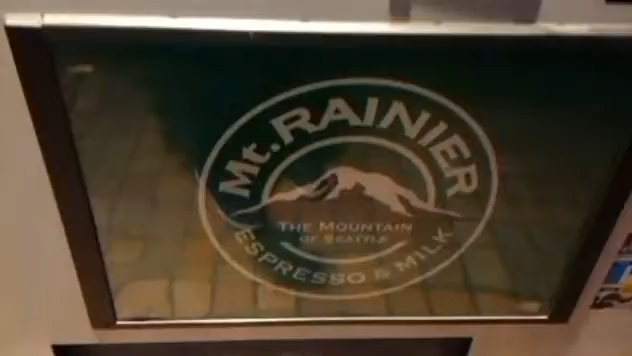 Mt. RAINIER
THE MOUNTAIN
OF SEATTLE
ESPRESSO & MILK